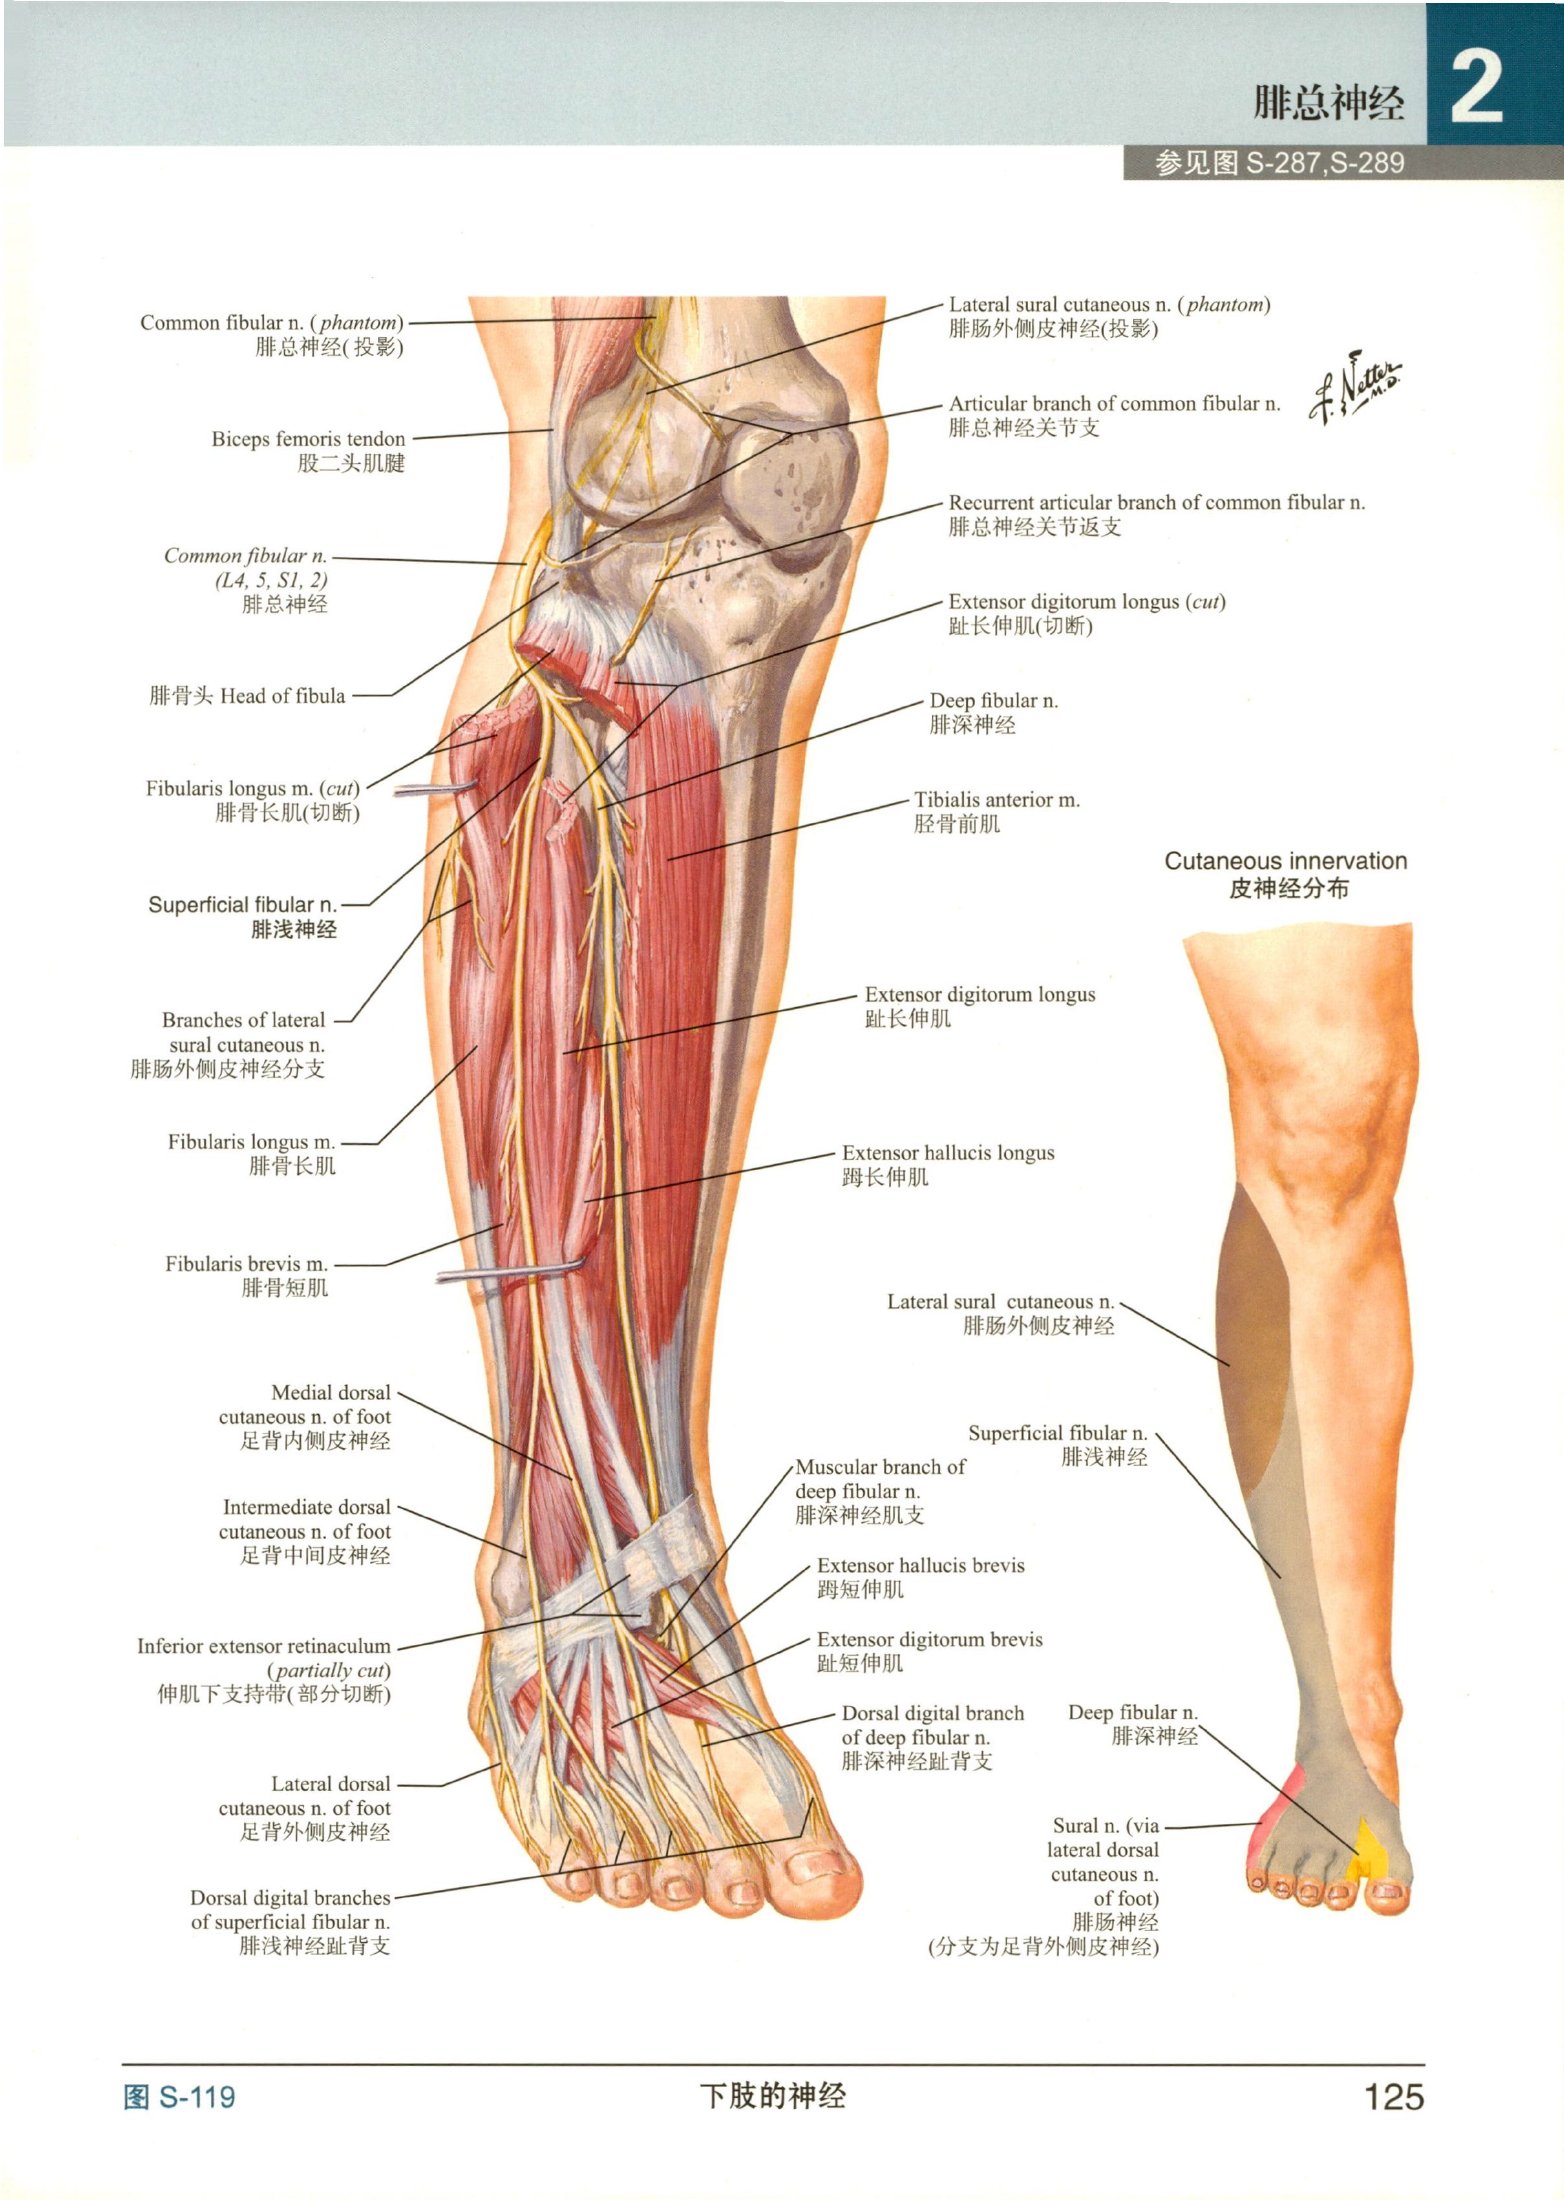 腓总神经
2
参见图 S-287,S-289
Common fibular n. (phantom)
腓总神经(投影)
Biceps femoris tendon
股二头肌腱
Common fibular n.
(L4, 5, S1, 2)
腓总神经
腓骨头 Head of fibula
Fibularis longus m. (cut)
腓骨长肌(切断)
Superficial fibular n.
腓浅神经
Branches of lateral
sural cutaneous n.
腓肠外侧皮神经分支
Fibularis longus m.
腓骨长肌
Fibularis brevis m.
腓骨短肌
Medial dorsal
cutaneous n. of foot
足背内侧皮神经
Intermediate dorsal
cutaneous n. of foot
足背中间皮神经
Inferior extensor retinaculum
(partially cut)
伸肌下支持带(部分切断)
Lateral dorsal
cutaneous n. of foot
足背外侧皮神经
Dorsal digital branches
of superficial fibular n.
腓浅神经趾背支
Lateral sural cutaneous n. (phantom)
腓肠外侧皮神经(投影)
Articular branch of common fibular n.
腓总神经关节支
Recurrent articular branch of common fibular n.
腓总神经关节返支
Extensor digitorum longus (cut)
趾长伸肌(切断)
Deep fibular n.
腓深神经
Tibialis anterior m.
胫骨前肌
Extensor digitorum longus
趾长伸肌
Extensor hallucis longus
踇长伸肌
Muscular branch of
deep fibular n.
腓深神经肌支
Extensor hallucis brevis
踇短伸肌
Extensor digitorum brevis
趾短伸肌
Dorsal digital branch
of deep fibular n.
腓深神经趾背支
F. Netter
M.D.
Cutaneous innervation
皮神经分布
Lateral sural cutaneous n.
腓肠外侧皮神经
Superficial fibular n.
腓浅神经
Deep fibular n.
腓深神经
Sural n. (via
lateral dorsal
cutaneous n.
of foot)
腓肠神经
(分支为足背外侧皮神经)
图 S-119
下肢的神经
125